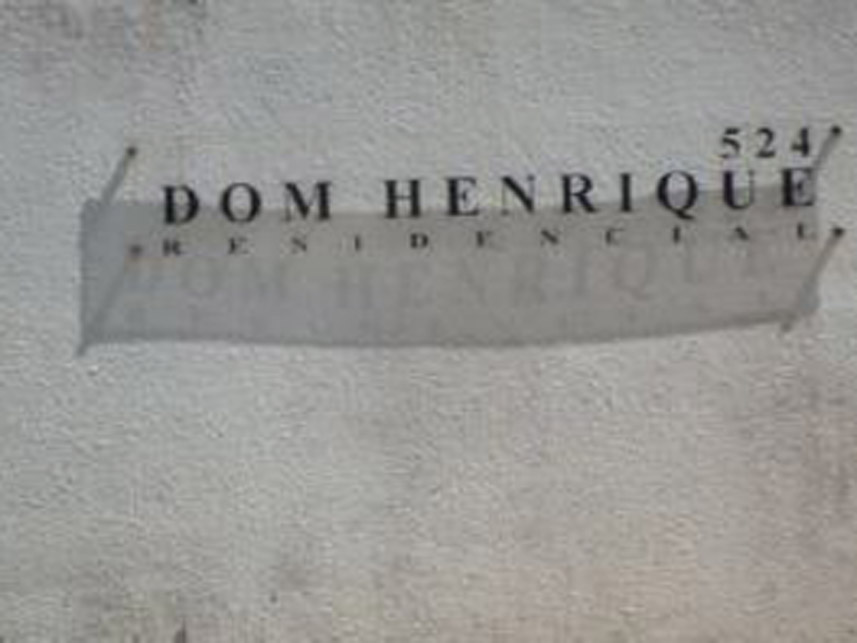 524
DOM HENRIQUE
RESIDENCIAL